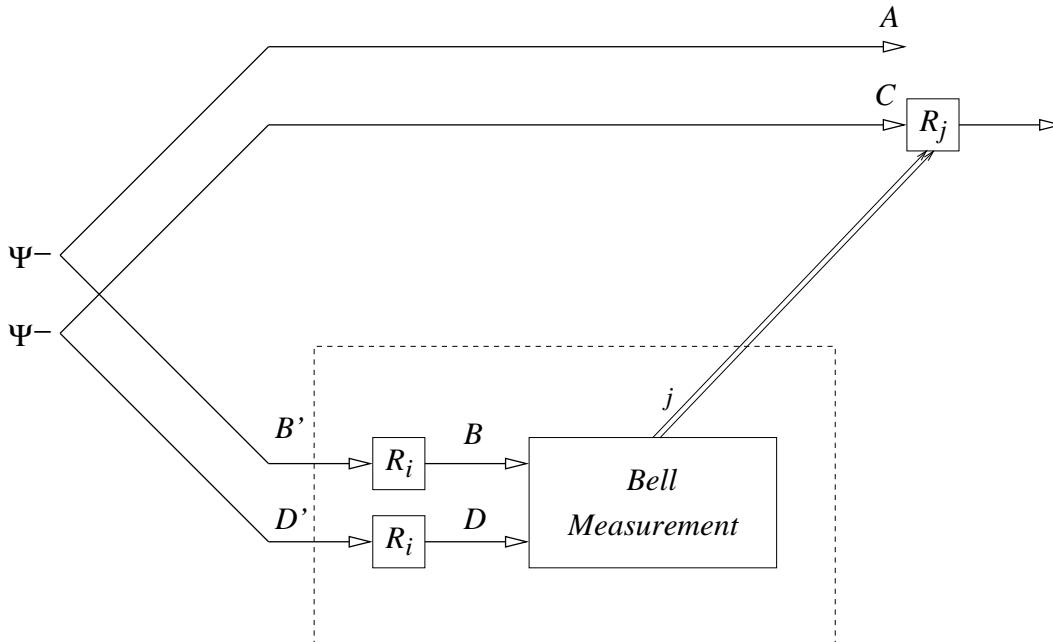 A
C
R_j
Ψ−
Ψ−
j
B’ R_i B
Bell
Measurement
D’ R_i D